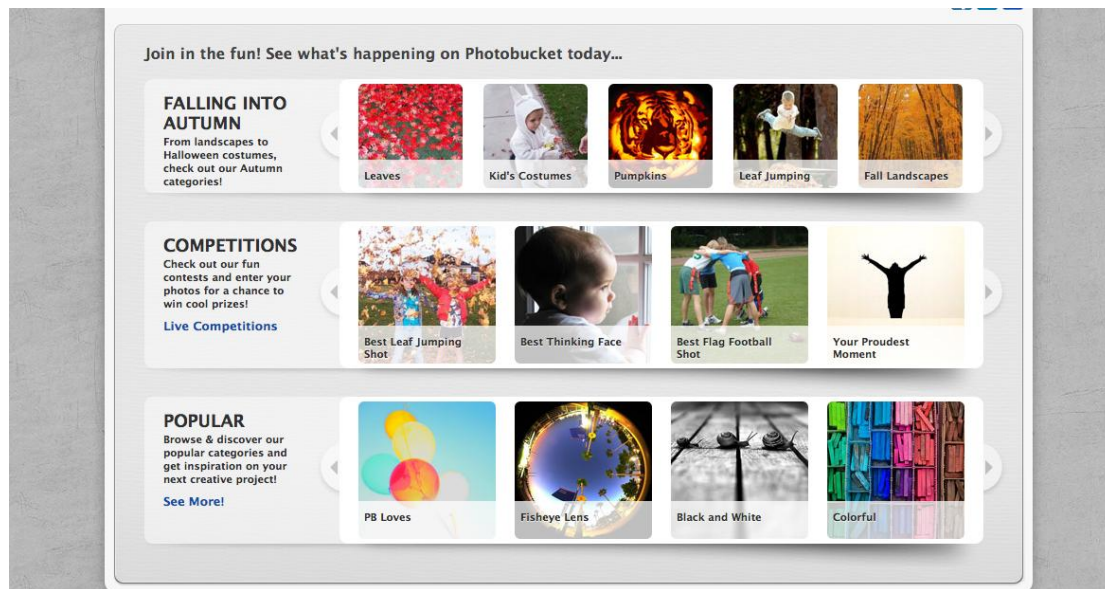 Join in the fun! See what's happening on Photobucket today...
FALLING INTO
AUTUMN
From landscapes to
Halloween costumes,
check out our Autumn
categories!
Leaves
Kid's Costumes
Pumpkins
Leaf Jumping
Fall Landscapes
COMPETITIONS
Check out our fun
contests and enter your
photos for a chance to
win cool prizes!
Live Competitions
Best Leaf Jumping
Shot
Best Thinking Face
Best Flag Football
Shot
Your Proudest
Moment
POPULAR
Browse & discover our
popular categories and
get inspiration on your
next creative project!
See More!
PB Loves
Fisheye Lens
Black and White
Colorful